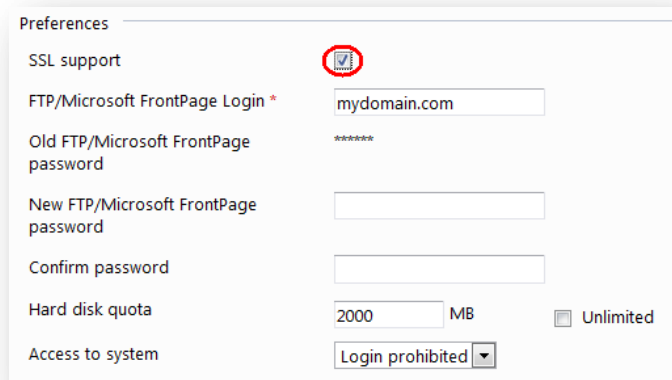 Preferences
SSL support
FTP/Microsoft FrontPage Login *
mydomain.com
Old FTP/Microsoft FrontPage
password
******
New FTP/Microsoft FrontPage
password
Confirm password
Hard disk quota
2000 MB Unlimited
Access to system
Login prohibited